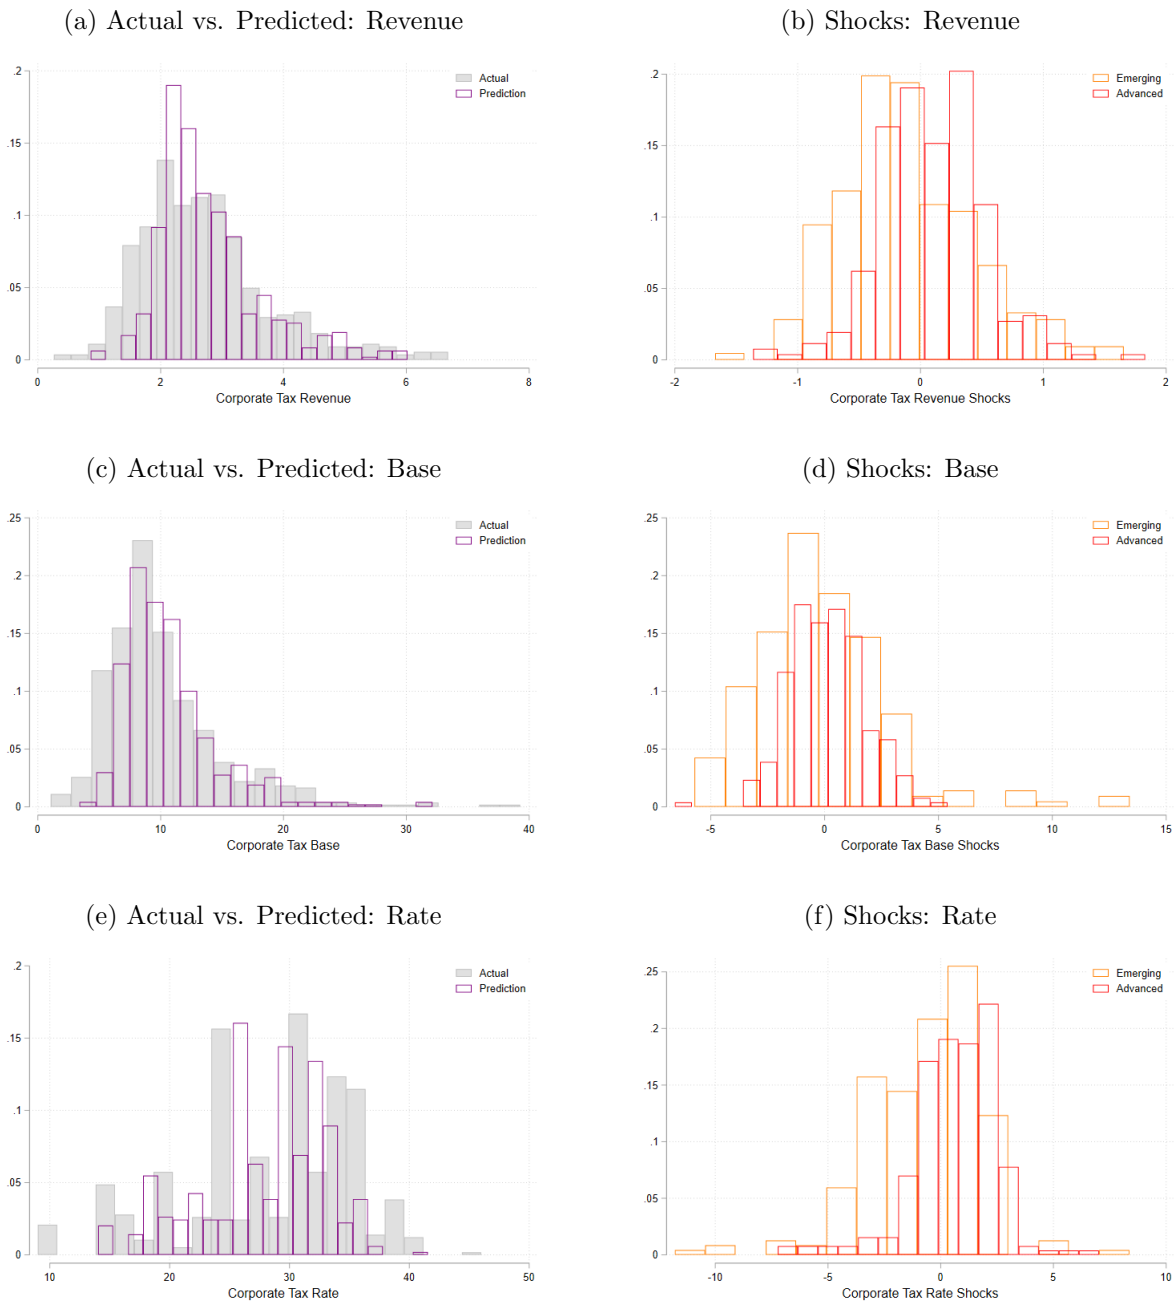 (a) Actual vs. Predicted: Revenue
.2
.15
.1
.05
0
0 2 4 6 8
Corporate Tax Revenue
Actual
Prediction
(b) Shocks: Revenue
.2
.15
.1
.05
0
-2 -1 0 1 2
Corporate Tax Revenue Shocks
Emerging
Advanced
(c) Actual vs. Predicted: Base
.25
.2
.15
.1
.05
0
0 10 20 30 40
Corporate Tax Base
Actual
Prediction
(d) Shocks: Base
.25
.2
.15
.1
.05
0
-5 0 5 10 15
Corporate Tax Base Shocks
Emerging
Advanced
(e) Actual vs. Predicted: Rate
.2
.15
.1
.05
0
10 20 30 40 50
Corporate Tax Rate
Actual
Prediction
(f) Shocks: Rate
.25
.2
.15
.1
.05
0
-10 -5 0 5 10
Corporate Tax Rate Shocks
Emerging
Advanced